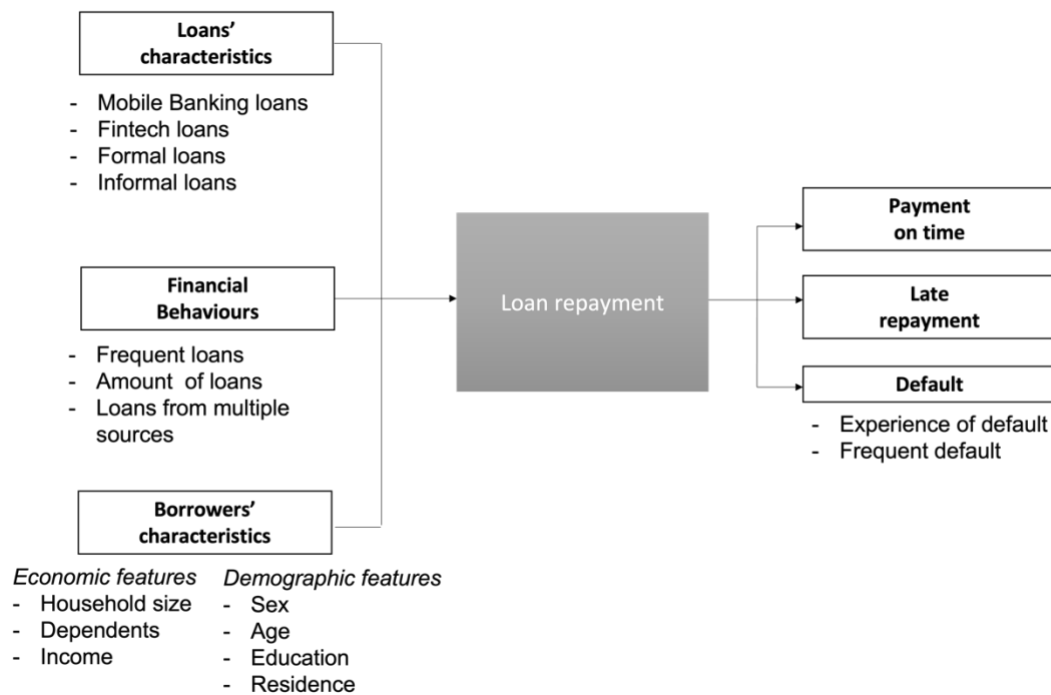 Loans’
characteristics
- Mobile Banking loans
- Fintech loans
- Formal loans
- Informal loans
Financial
Behaviours
- Frequent loans
- Amount of loans
- Loans from multiple
sources
Borrowers’
characteristics
Economic features
- Household size
- Dependents
- Income
Demographic features
- Sex
- Age
- Education
- Residence
Loan repayment
Payment
on time
Late
repayment
Default
- Experience of default
- Frequent default